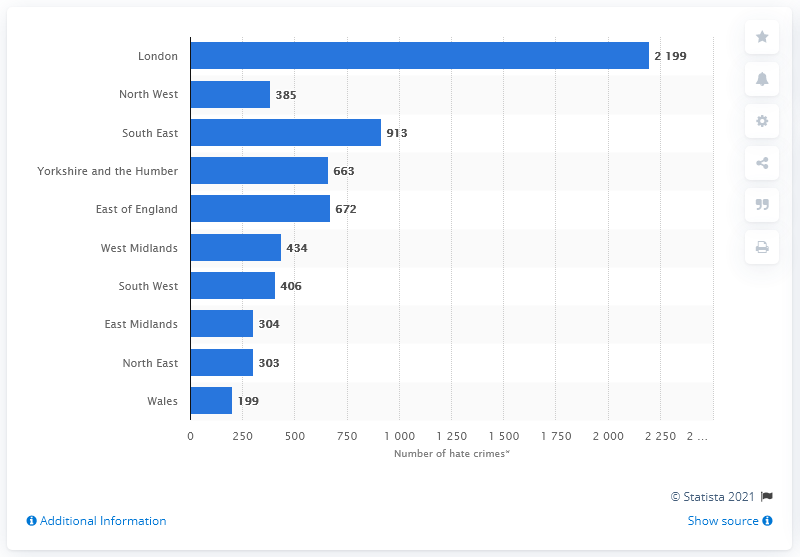 London 2 199
North West 385
South East 913
Yorkshire and the Humber 663
East of England 672
West Midlands 434
South West 406
East Midlands 304
North East 303
Wales 199
0 250 500 750 1 000 1 250 1 500 1 750 2 000 2 250 2 ...
Number of hate crimes*
© Statista 2021
Additional Information Show source